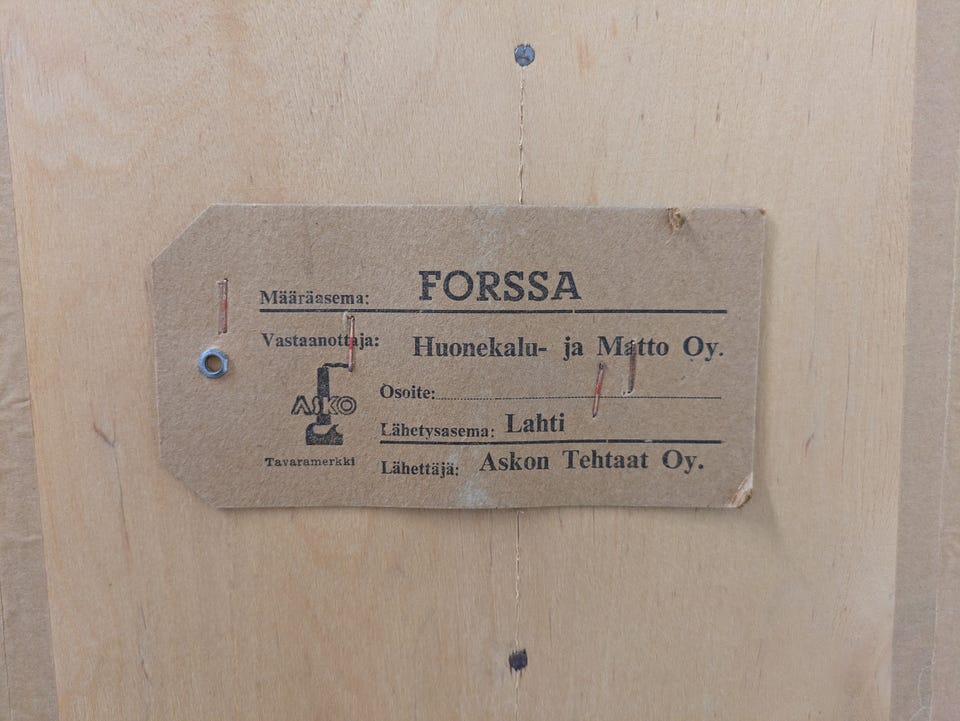 Määräasema: FORSSA
Vastaanottaja: Huonekalu- ja Matto Oy.
Osoite:
ASKO
Lähetysasema: Lahti
Tavaramerkki
Lähettäjä: Askon Tehtaat Oy.